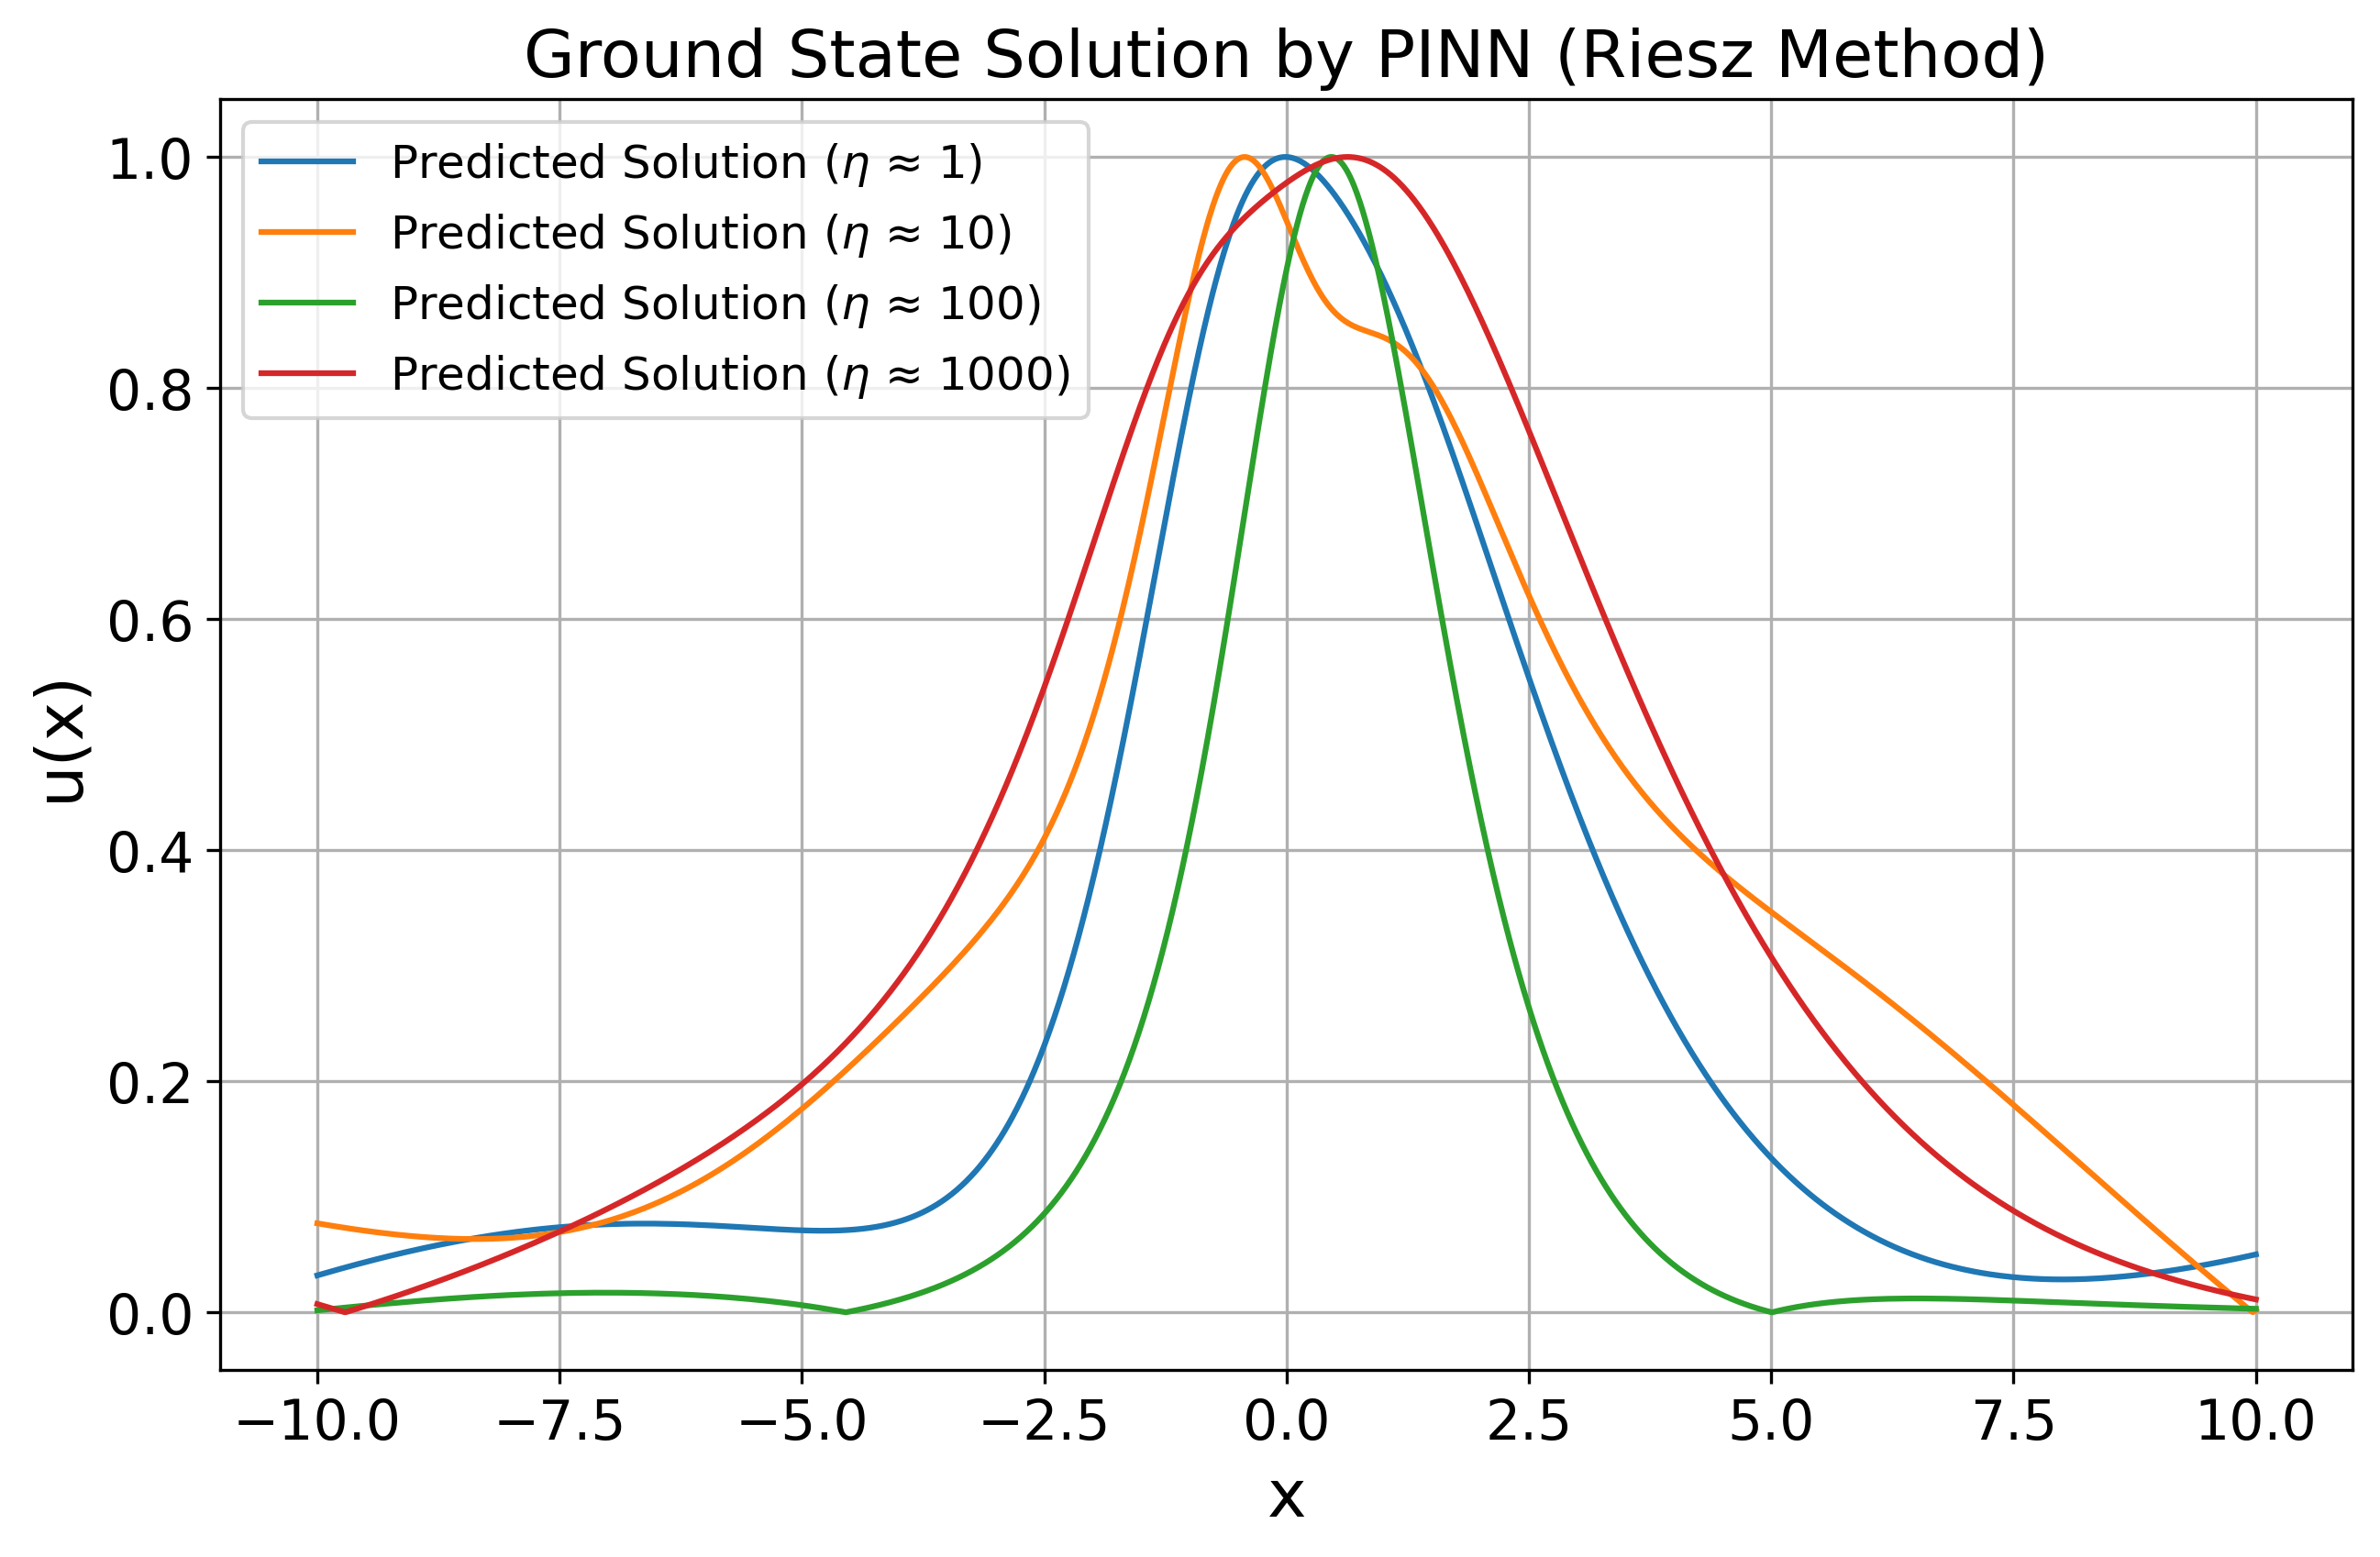 Ground State Solution by PINN (Riesz Method)
Predicted Solution (η ≈ 1)
Predicted Solution (η ≈ 10)
Predicted Solution (η ≈ 100)
Predicted Solution (η ≈ 1000)
1.0
0.8
0.6
0.4
0.2
0.0
u(x)
−10.0 −7.5 −5.0 −2.5 0.0 2.5 5.0 7.5 10.0
x